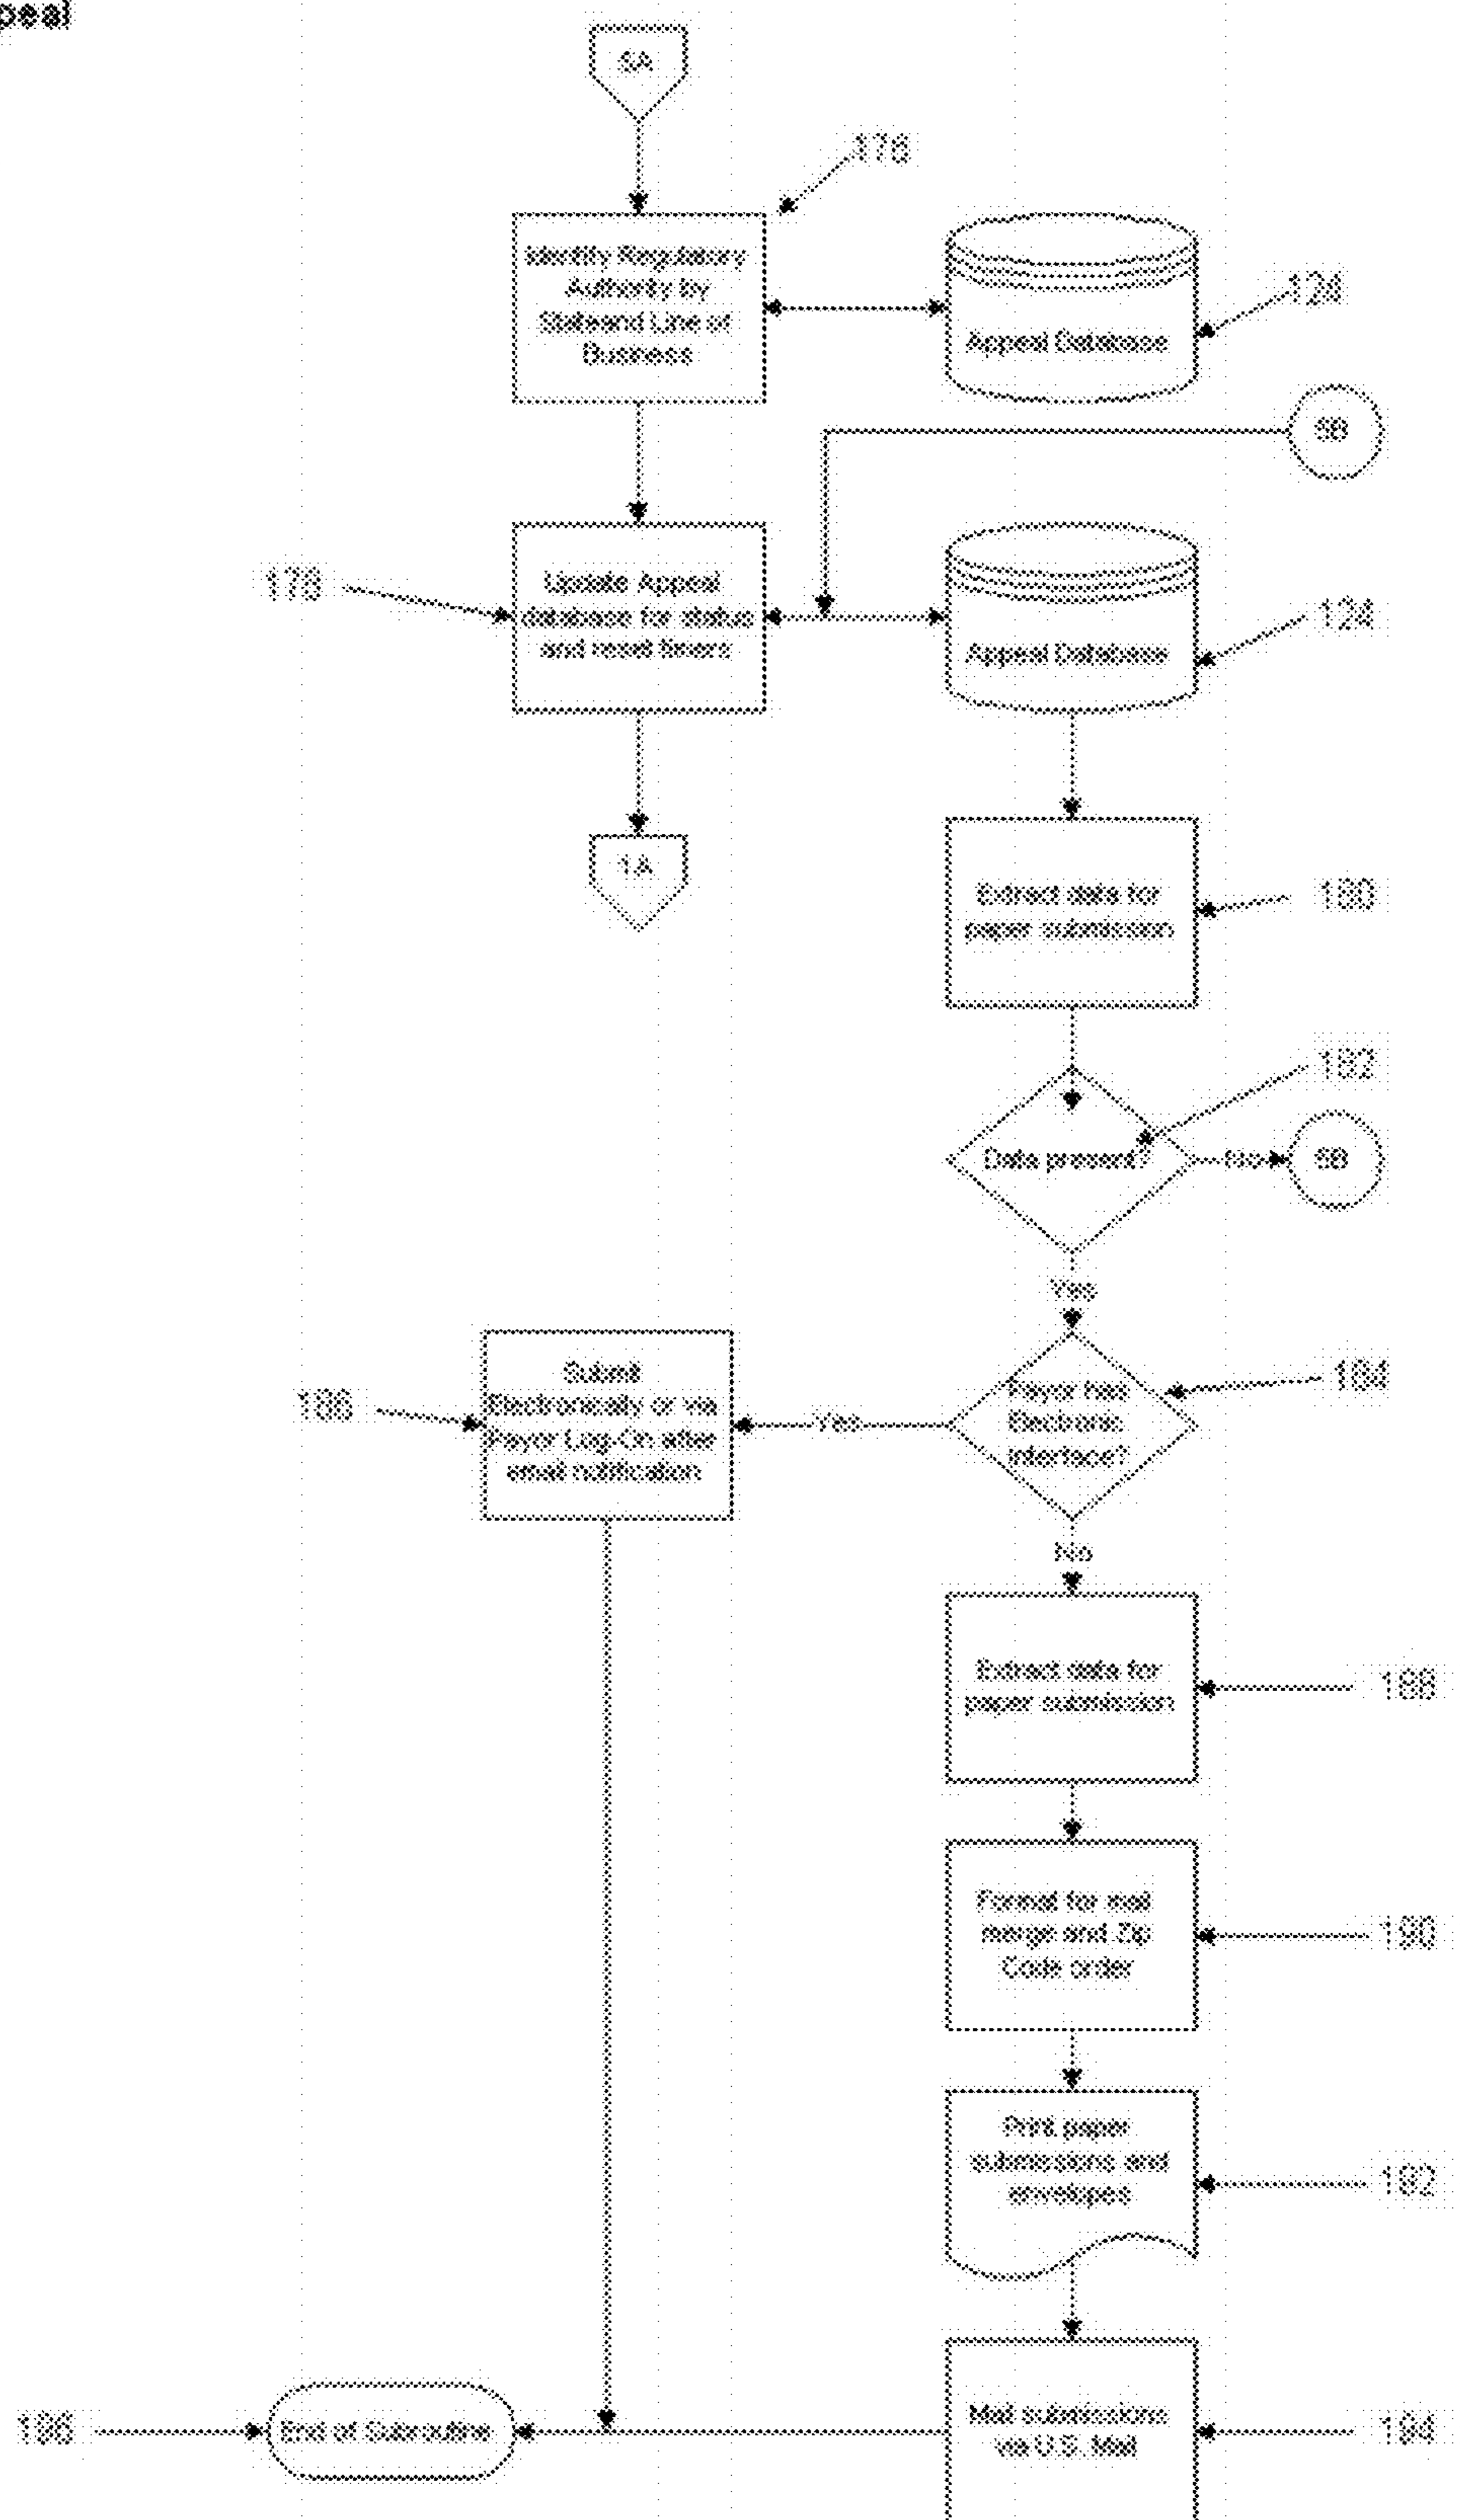 peal
5A
176
Identify Regulatory
Authority by
State and Line of
Business
Appeal Database
124
5B
178
Update Appeal
database for status
and reset timers
Appeal Database
124
1A
Extract data for
paper submission
180
182
Data present?
No
5B
Yes
Submit
Electronically or via
Payor Log-On after
email notification
Yes
Payor has
Electronic
interface?
184
No
Extract data for
paper submission
188
Format for mail
merge and Zip
Code order
190
Print paper
submissions and
envelopes
192
196
End of Subroutine
Mail submissions
via U.S. Mail
194